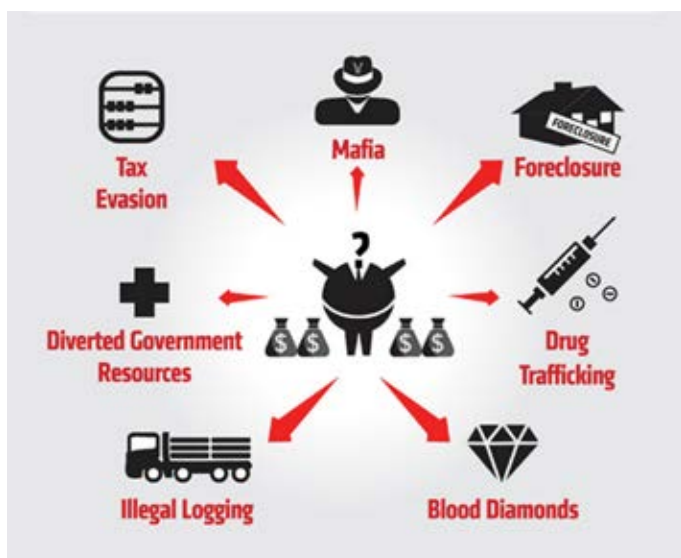 Mafia
Tax
Evasion
FORECLOSURE
Foreclosure
Diverted Government
Resources
$ $
$ $
Drug
Trafficking
Illegal Logging
Blood Diamonds
?
V